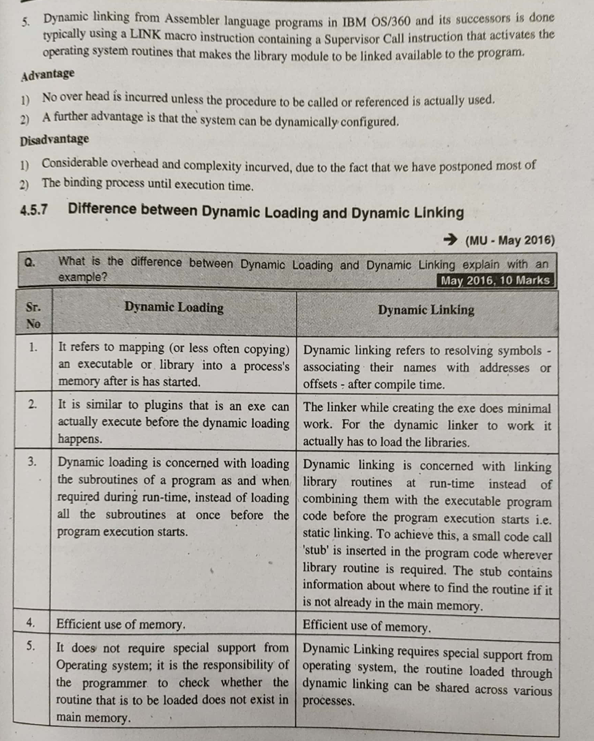 5. Dynamic linking from Assembler language programs in IBM OS/360 and its successors is done
typically using a LINK macro instruction containing a Supervisor Call instruction that activates the
operating system routines that makes the library module to be linked available to the program.
Advantage
1) No over head is incurred unless the procedure to be called or referenced is actually used.
2) A further advantage is that the system can be dynamically configured.
Disadvantage
1) Considerable overhead and complexity incurved, due to the fact that we have postponed most of
2) The binding process until execution time.
4.5.7 Difference between Dynamic Loading and Dynamic Linking
→ (MU - May 2016)
Q. What is the difference between Dynamic Loading and Dynamic Linking explain with an
example?
May 2016, 10 Marks
Sr.
No
Dynamic Loading
Dynamic Linking
1.
It refers to mapping (or less often copying)
an executable or library into a process's
memory after is has started.
Dynamic linking refers to resolving symbols -
associating their names with addresses or
offsets - after compile time.
2.
It is similar to plugins that is an exe can
actually execute before the dynamic loading
happens.
The linker while creating the exe does minimal
work. For the dynamic linker to work it
actually has to load the libraries.
3.
Dynamic loading is concerned with loading
the subroutines of a program as and when
required during run-time, instead of loading
all the subroutines at once before the
program execution starts.
Dynamic linking is concerned with linking
library routines at run-time instead of
combining them with the executable program
code before the program execution starts i.e.
static linking. To achieve this, a small code call
'stub' is inserted in the program code wherever
library routine is required. The stub contains
information about where to find the routine if it
is not already in the main memory.
4.
Efficient use of memory.
Efficient use of memory.
5.
It does not require special support from
Operating system; it is the responsibility of
the programmer to check whether the
routine that is to be loaded does not exist in
main memory.
Dynamic Linking requires special support from
operating system, the routine loaded through
dynamic linking can be shared across various
processes.